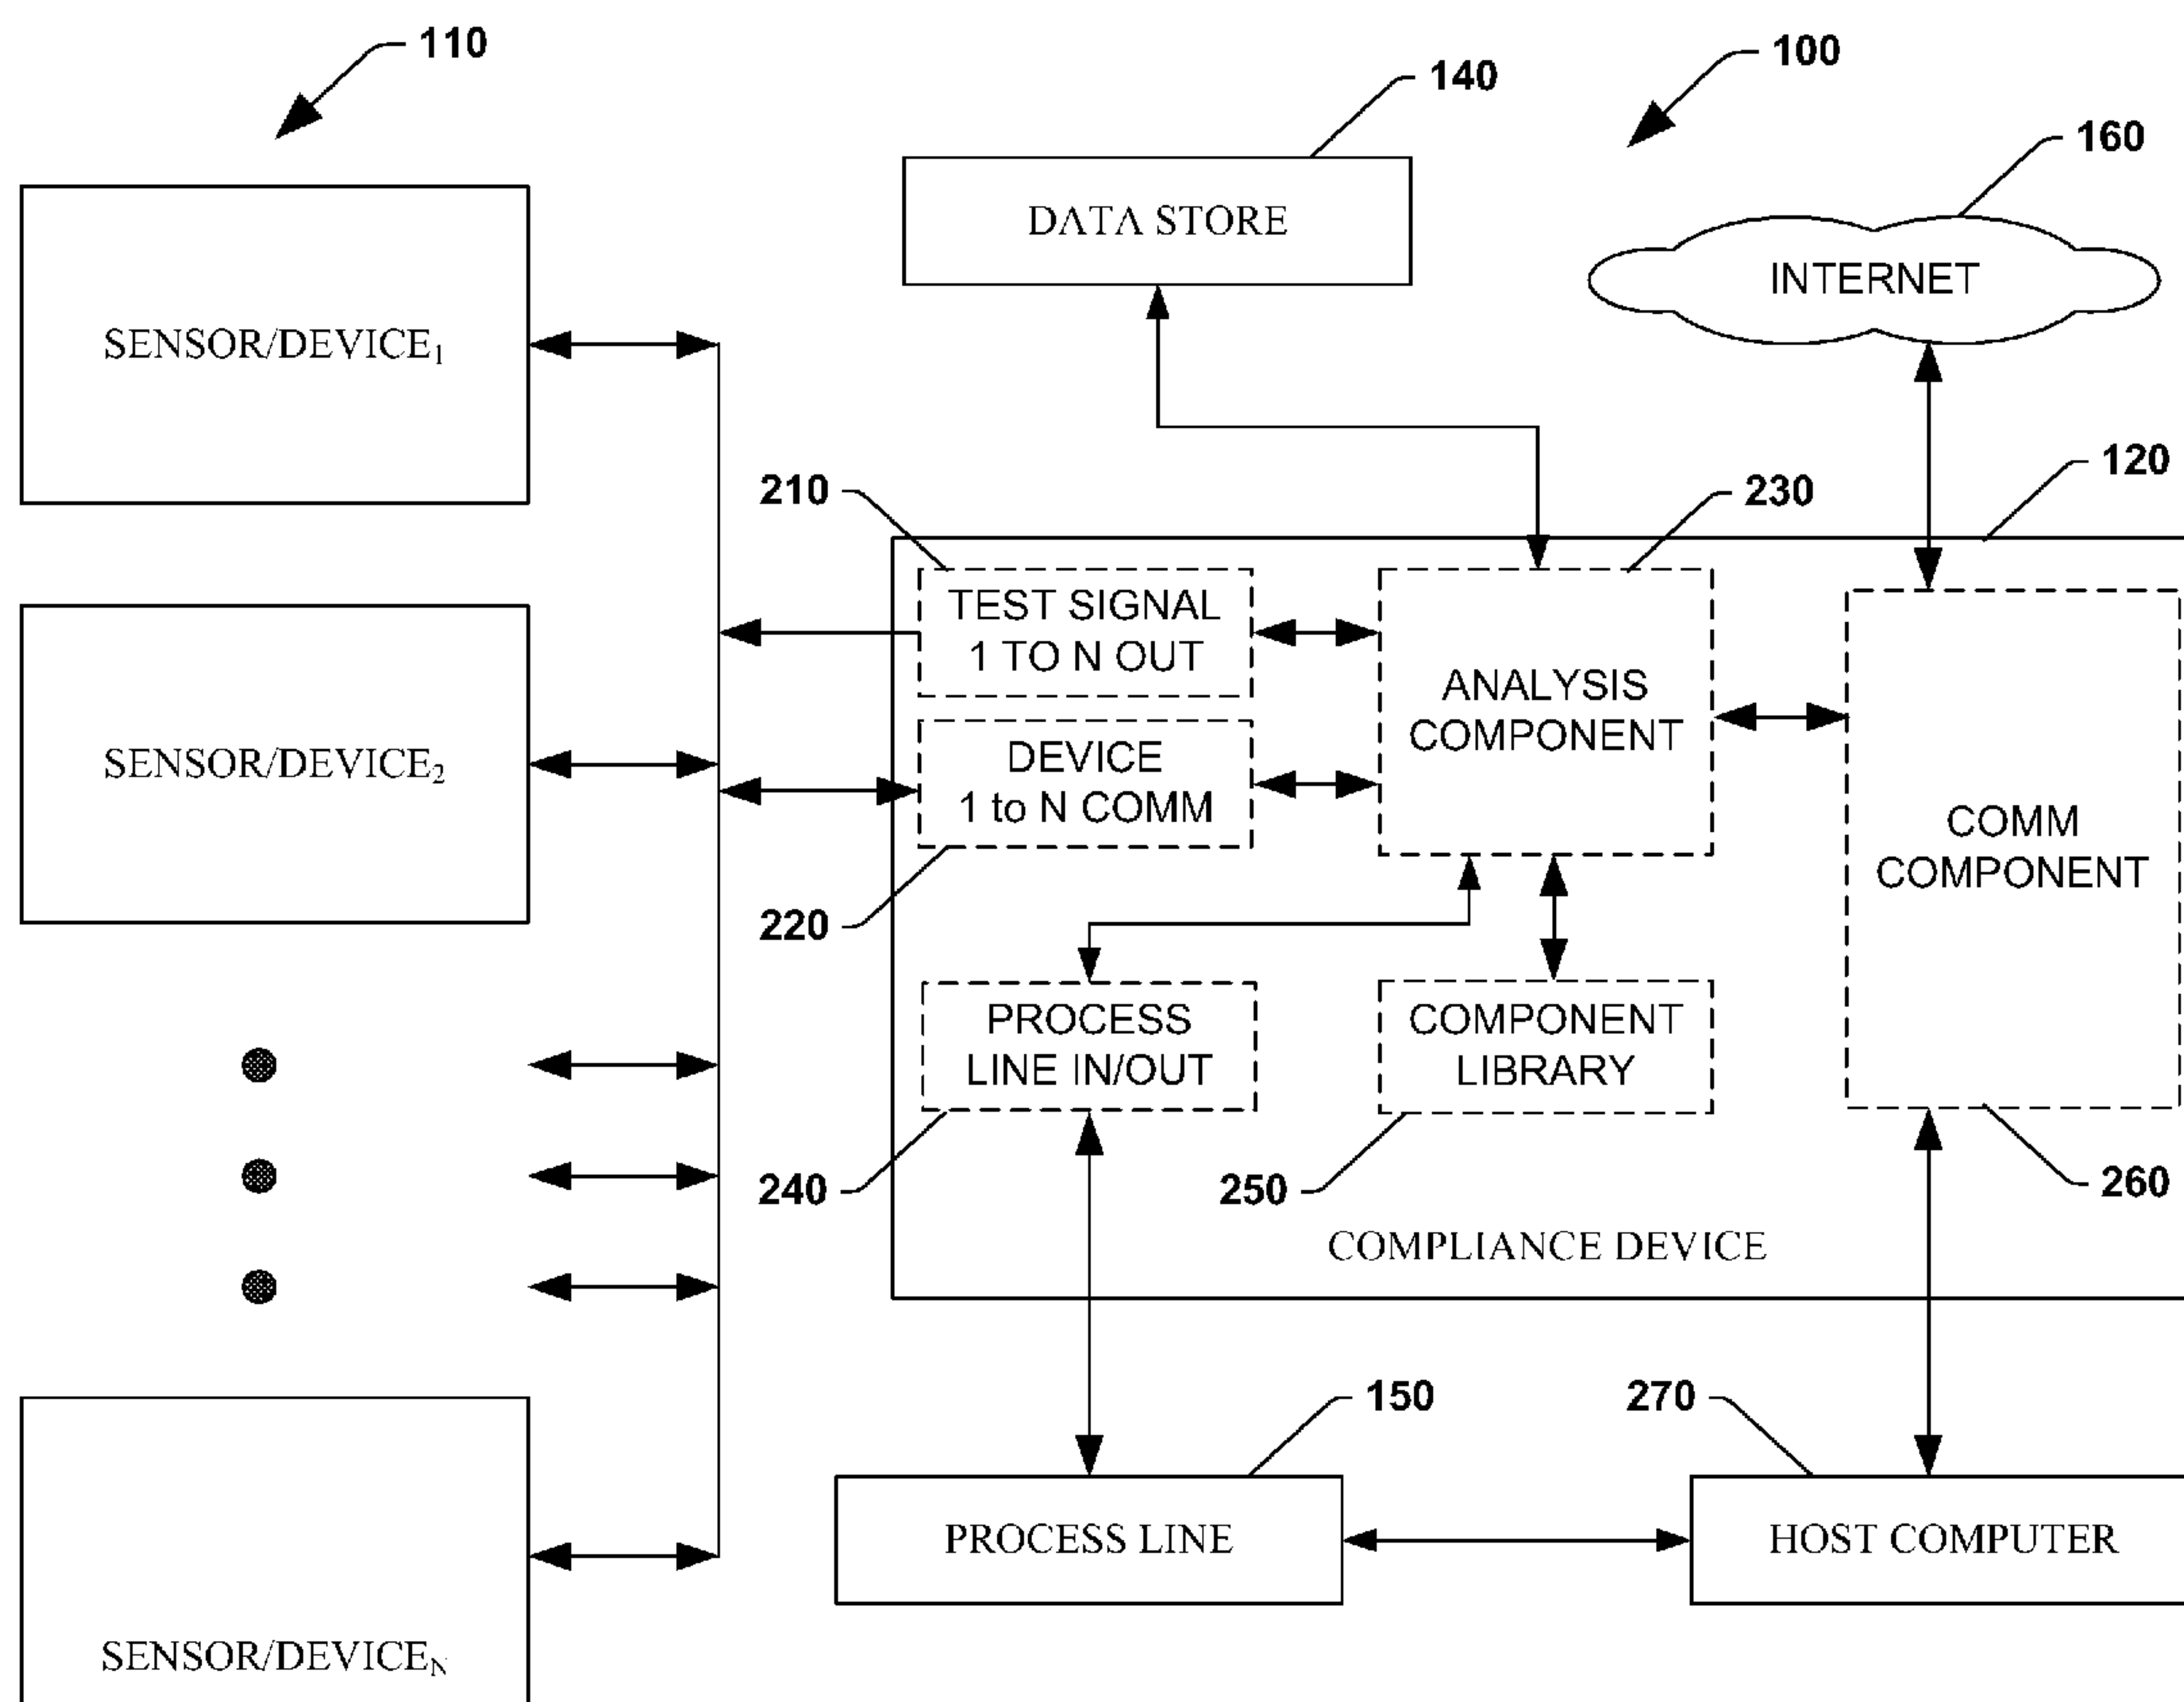 110
100
140
160
DATA STORE
INTERNET
SENSOR/DEVICE1
120
210
230
TEST SIGNAL
1 TO N OUT
ANALYSIS
COMPONENT
DEVICE
1 to N COMM
SENSOR/DEVICE2
COMM
COMPONENT
220
PROCESS
LINE IN/OUT
COMPONENT
LIBRARY
240
250
260
COMPLIANCE DEVICE
150
270
PROCESS LINE
HOST COMPUTER
SENSOR/DEVICEN